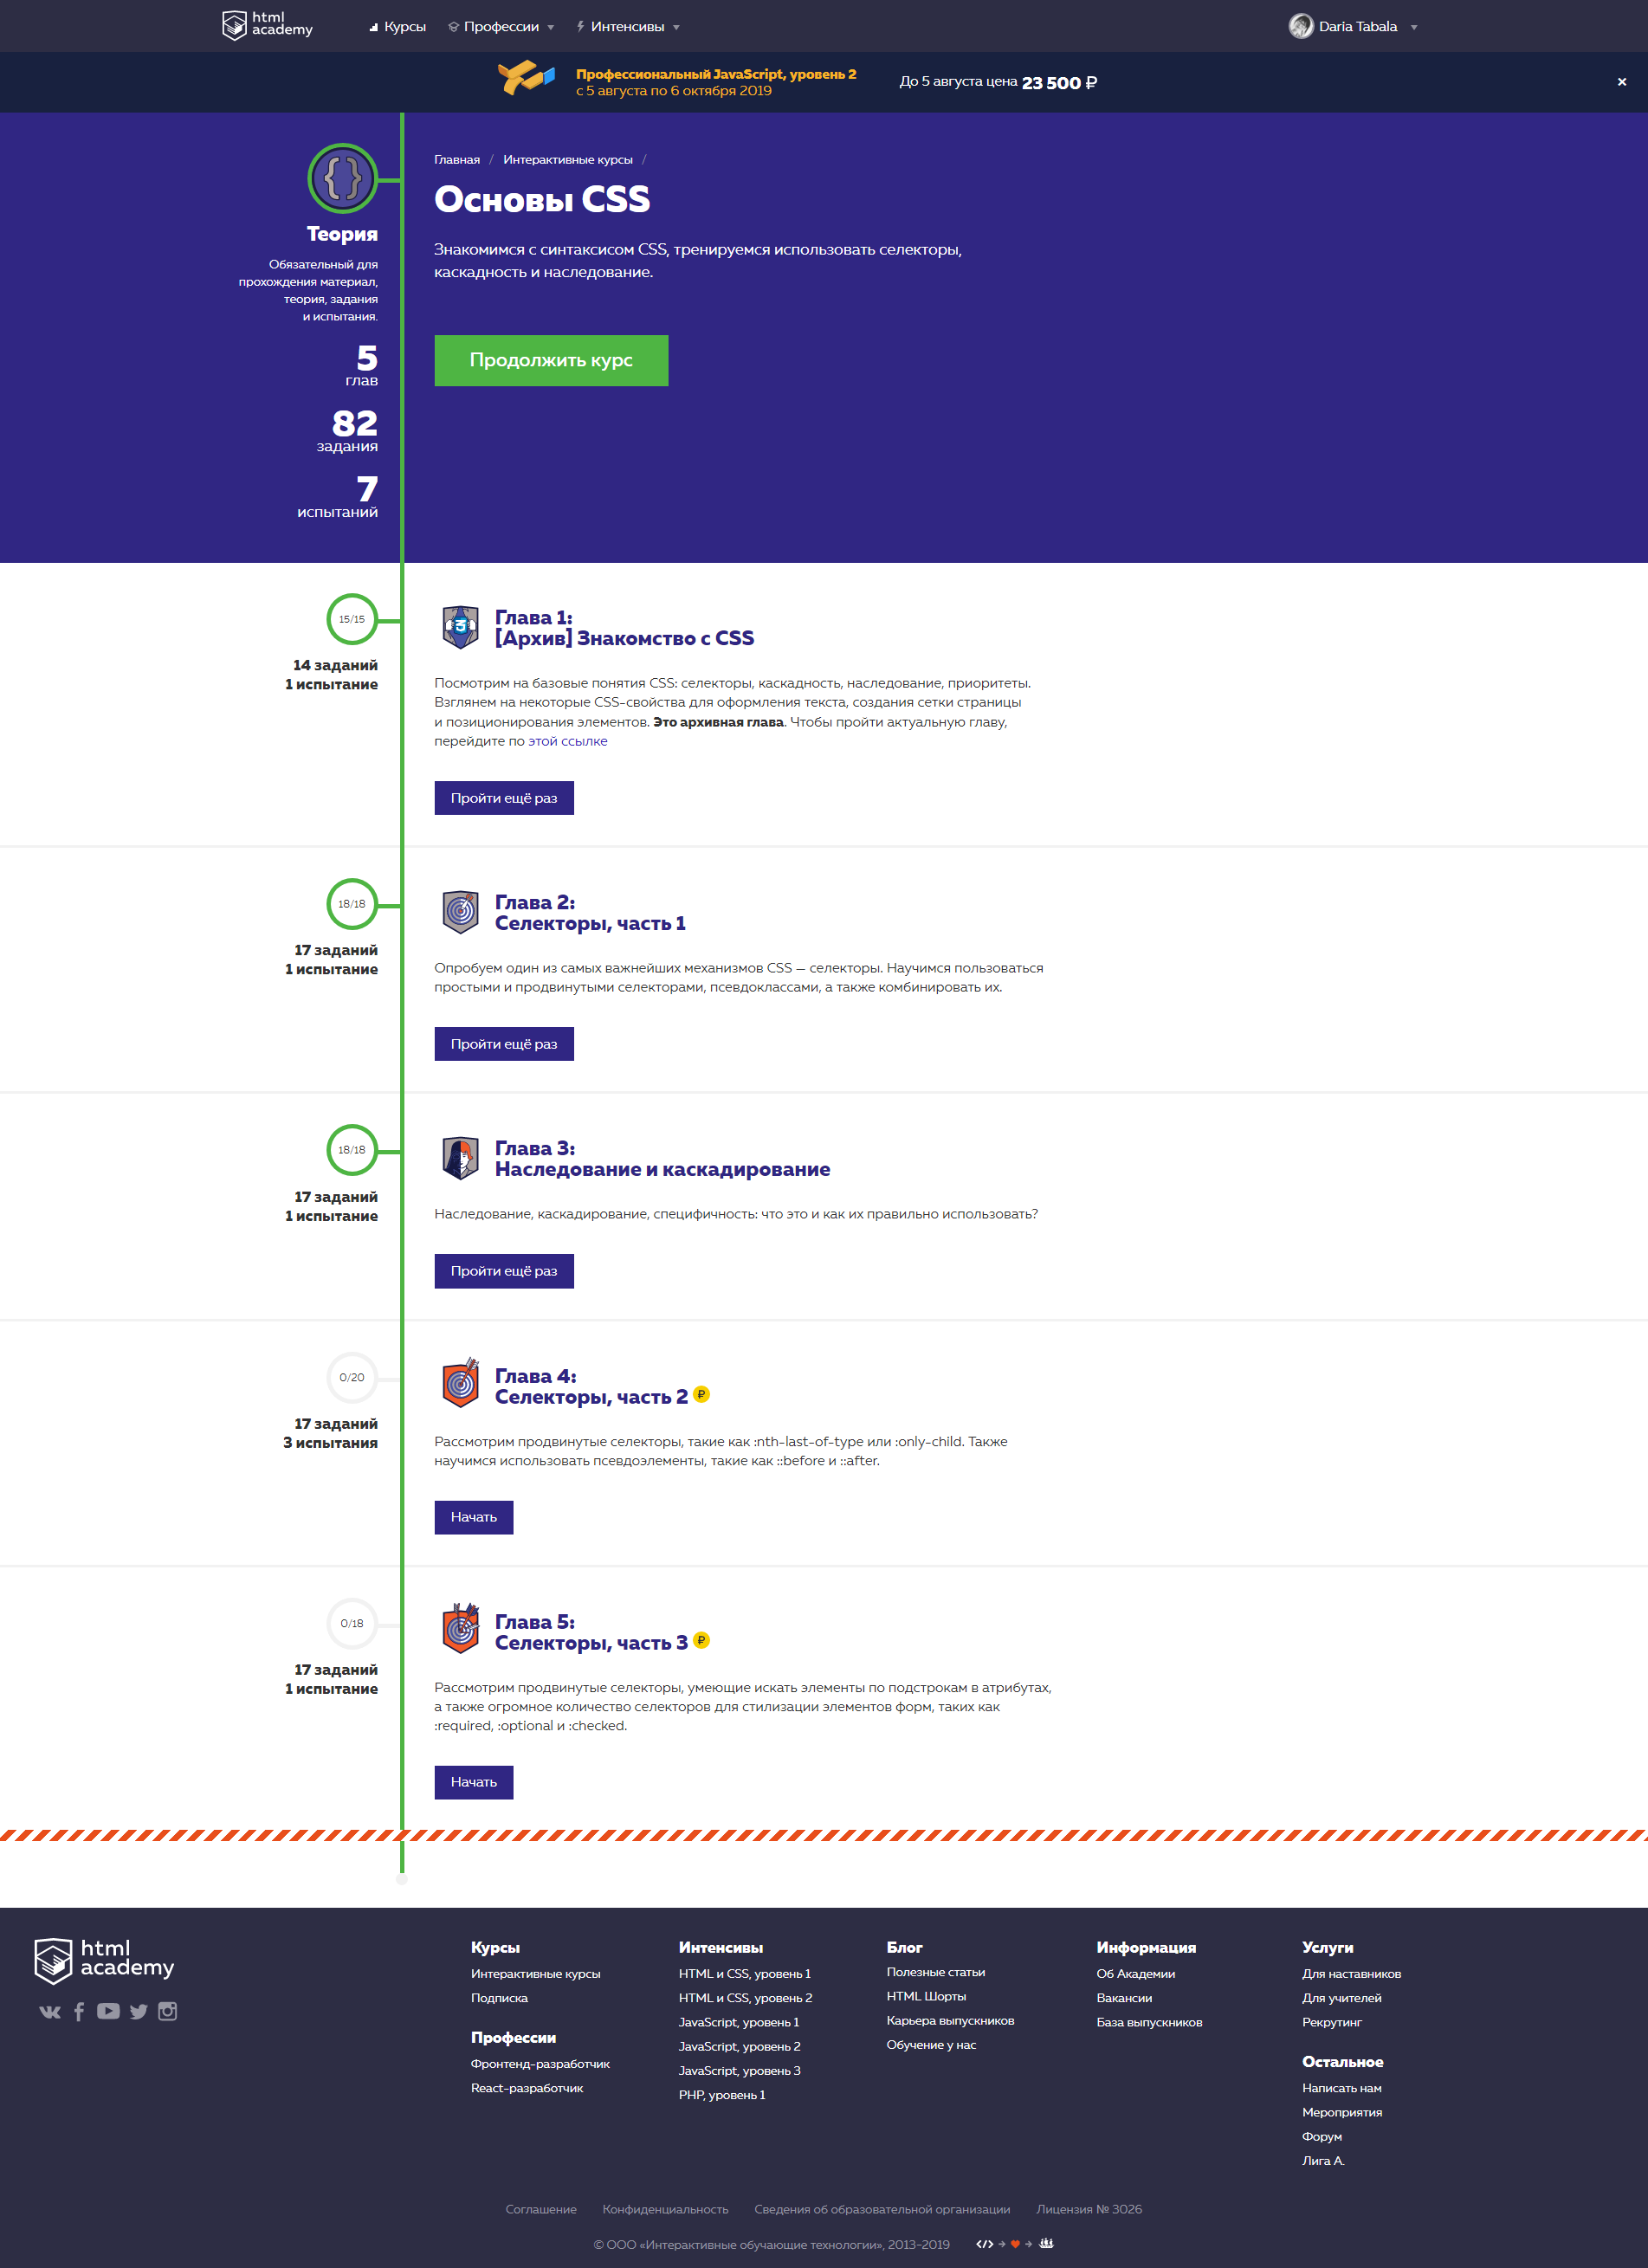 html
academy
Курсы
Профессии
Интенсивы
Daria Tabala
Профессиональный JavaScript, уровень 2
с 5 августа по 6 октября 2019
До 5 августа цена 23 500 ₽
×
Главная / Интерактивные курсы /
Основы CSS
Знакомимся с синтаксисом CSS, тренируемся использовать селекторы,
каскадность и наследование.
Продолжить курс
{}
Теория
Обязательный для
прохождения материал,
теория, задания
и испытания.
5
глав
82
задания
7
испытаний
15/15
14 заданий
1 испытание
Глава 1:
[Архив] Знакомство с CSS
Посмотрим на базовые понятия CSS: селекторы, каскадность, наследование, приоритеты.
Взглянем на некоторые CSS-свойства для оформления текста, создания сетки страницы
и позиционирования элементов. Это архивная глава. Чтобы пройти актуальную главу,
перейдите по этой ссылке
Пройти ещё раз
18/18
17 заданий
1 испытание
Глава 2:
Селекторы, часть 1
Опробуем один из самых важнейших механизмов CSS — селекторы. Научимся пользоваться
простыми и продвинутыми селекторами, псевдоклассами, а также комбинировать их.
Пройти ещё раз
18/18
17 заданий
1 испытание
Глава 3:
Наследование и каскадирование
Наследование, каскадирование, специфичность: что это и как их правильно использовать?
Пройти ещё раз
0/20
17 заданий
3 испытания
Глава 4:
Селекторы, часть 2 ₽
Рассмотрим продвинутые селекторы, такие как :nth-last-of-type или :only-child. Также
научимся использовать псевдоэлементы, такие как ::before и ::after.
Начать
0/18
17 заданий
1 испытание
Глава 5:
Селекторы, часть 3 ₽
Рассмотрим продвинутые селекторы, умеющие искать элементы по подстрокам в атрибутах,
а также огромное количество селекторов для стилизации элементов форм, таких как
:required, :optional и :checked.
Начать
html
academy
Курсы
Интерактивные курсы
Подписка
Профессии
Фронтенд-разработчик
React-разработчик
Интенсивы
HTML и CSS, уровень 1
HTML и CSS, уровень 2
JavaScript, уровень 1
JavaScript, уровень 2
JavaScript, уровень 3
PHP, уровень 1
Блог
Полезные статьи
HTML Шорты
Карьера выпускников
Обучение у нас
Информация
Об Академии
Вакансии
База выпускников
Услуги
Для наставников
Для учителей
Рекрутинг
Остальное
Написать нам
Мероприятия
Форум
Лига А.
Соглашение
Конфиденциальность
Сведения об образовательной организации
Лицензия № 3026
© ООО «Интерактивные обучающие технологии», 2013–2019